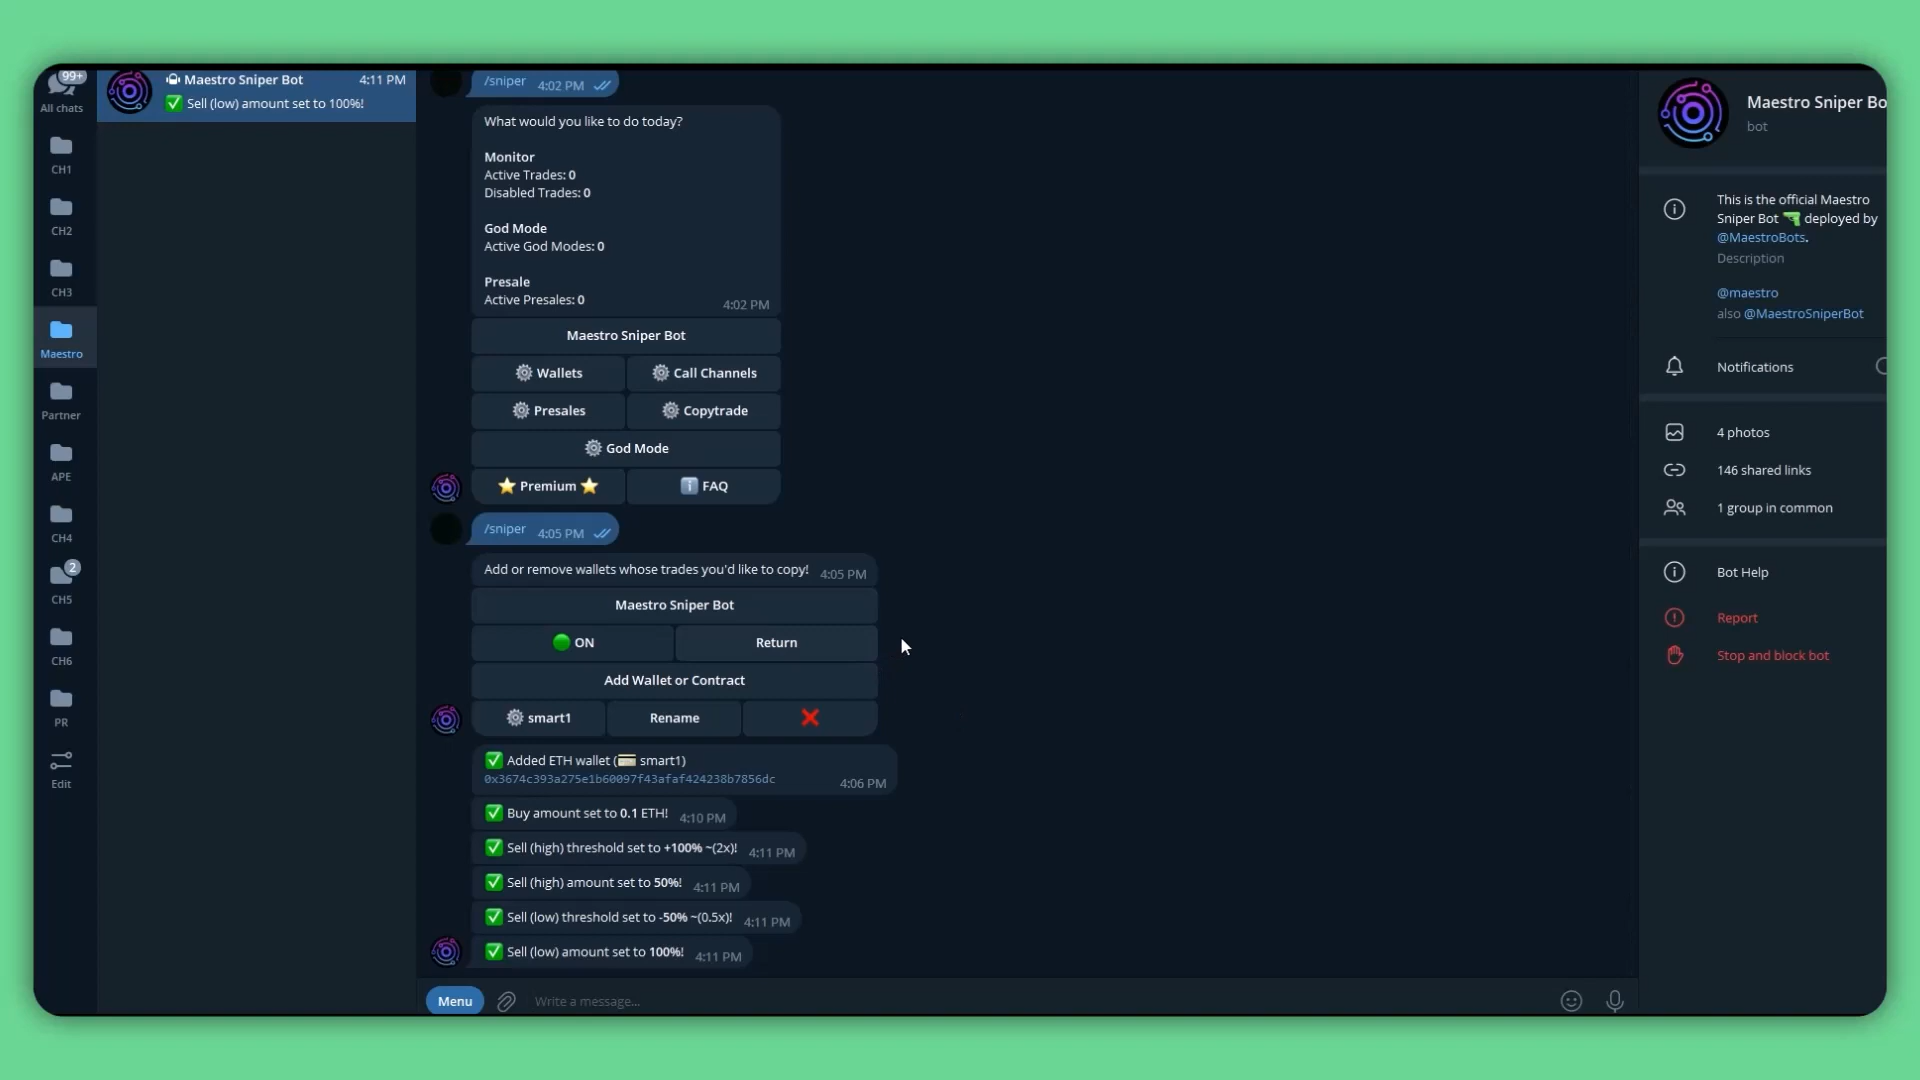 99+
All chats
CH1
CH2
CH3
Maestro
Partner
APE
CH4
2
CH5
CH6
PR
Edit
Maestro Sniper Bot 4:11 PM
✅ Sell (low) amount set to 100%!
/sniper 4:02 PM
What would you like to do today?
Monitor
Active Trades: 0
Disabled Trades: 0
God Mode
Active God Modes: 0
Presale
Active Presales: 0
4:02 PM
Maestro Sniper Bot
Wallets
Call Channels
Presales
Copytrade
God Mode
⭐ Premium ⭐
ℹ️ FAQ
/sniper 4:05 PM
Add or remove wallets whose trades you'd like to copy! 4:05 PM
Maestro Sniper Bot
🟢 ON
Return
Add Wallet or Contract
smart1
Rename
❌
✅ Added ETH wallet (💳 smart1)
0x3674c393a275e1b60097f43afaf424238b7856dc 4:06 PM
✅ Buy amount set to 0.1 ETH! 4:10 PM
✅ Sell (high) threshold set to +100% ~(2x)! 4:11 PM
✅ Sell (high) amount set to 50%! 4:11 PM
✅ Sell (low) threshold set to -50% ~(0.5x)! 4:11 PM
✅ Sell (low) amount set to 100%! 4:11 PM
Menu
Write a message...
Maestro Sniper Bo
bot
This is the official Maestro
Sniper Bot 🔫 deployed by
@MaestroBots.
Description
@maestro
also @MaestroSniperBot
Notifications
4 photos
146 shared links
1 group in common
Bot Help
Report
Stop and block bot